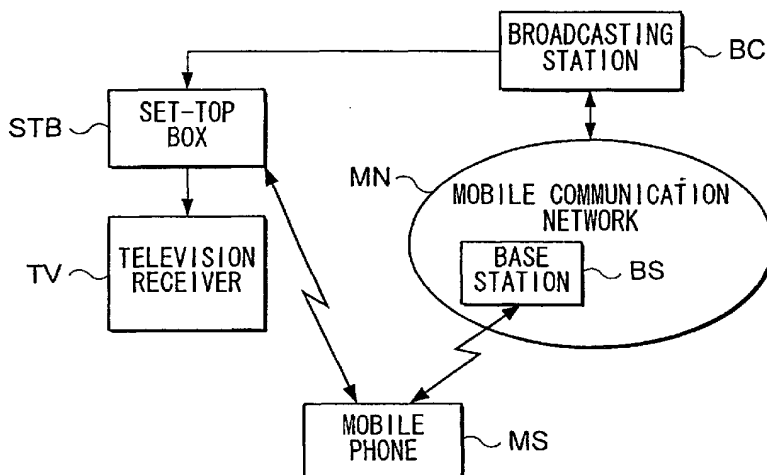 BROADCASTING
STATION
BC
STB
SET-TOP
BOX
MN
MOBILE COMMUNICATION
NETWORK
TV
TELEVISION
RECEIVER
BASE
STATION
BS
MOBILE
PHONE
MS